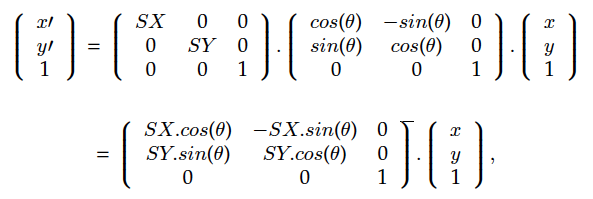 ( x′ y′ 1 ) = ( SX 0 0 0 SY 0 0 0 1 ) . ( cos(θ) −sin(θ) 0 sin(θ) cos(θ) 0 0 0 1 ) . ( x y 1 )
= ( SX.cos(θ) −SX.sin(θ) 0 SY.sin(θ) SY.cos(θ) 0 0 0 1 ) . ( x y 1 ) ,